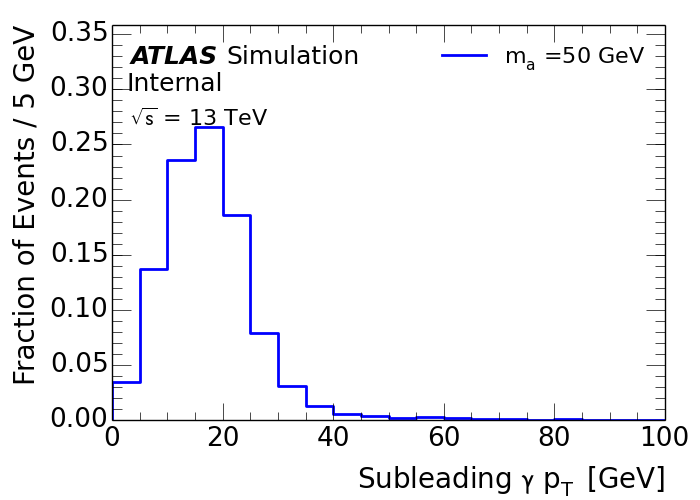 0.35
ATLAS Simulation
Internal
√s = 13 TeV
mₐ =50 GeV
0.30
0.25
0.20
0.15
0.10
0.05
0.00
Fraction of Events / 5 GeV
0 20 40 60 80 100
Subleading γ p_T [GeV]